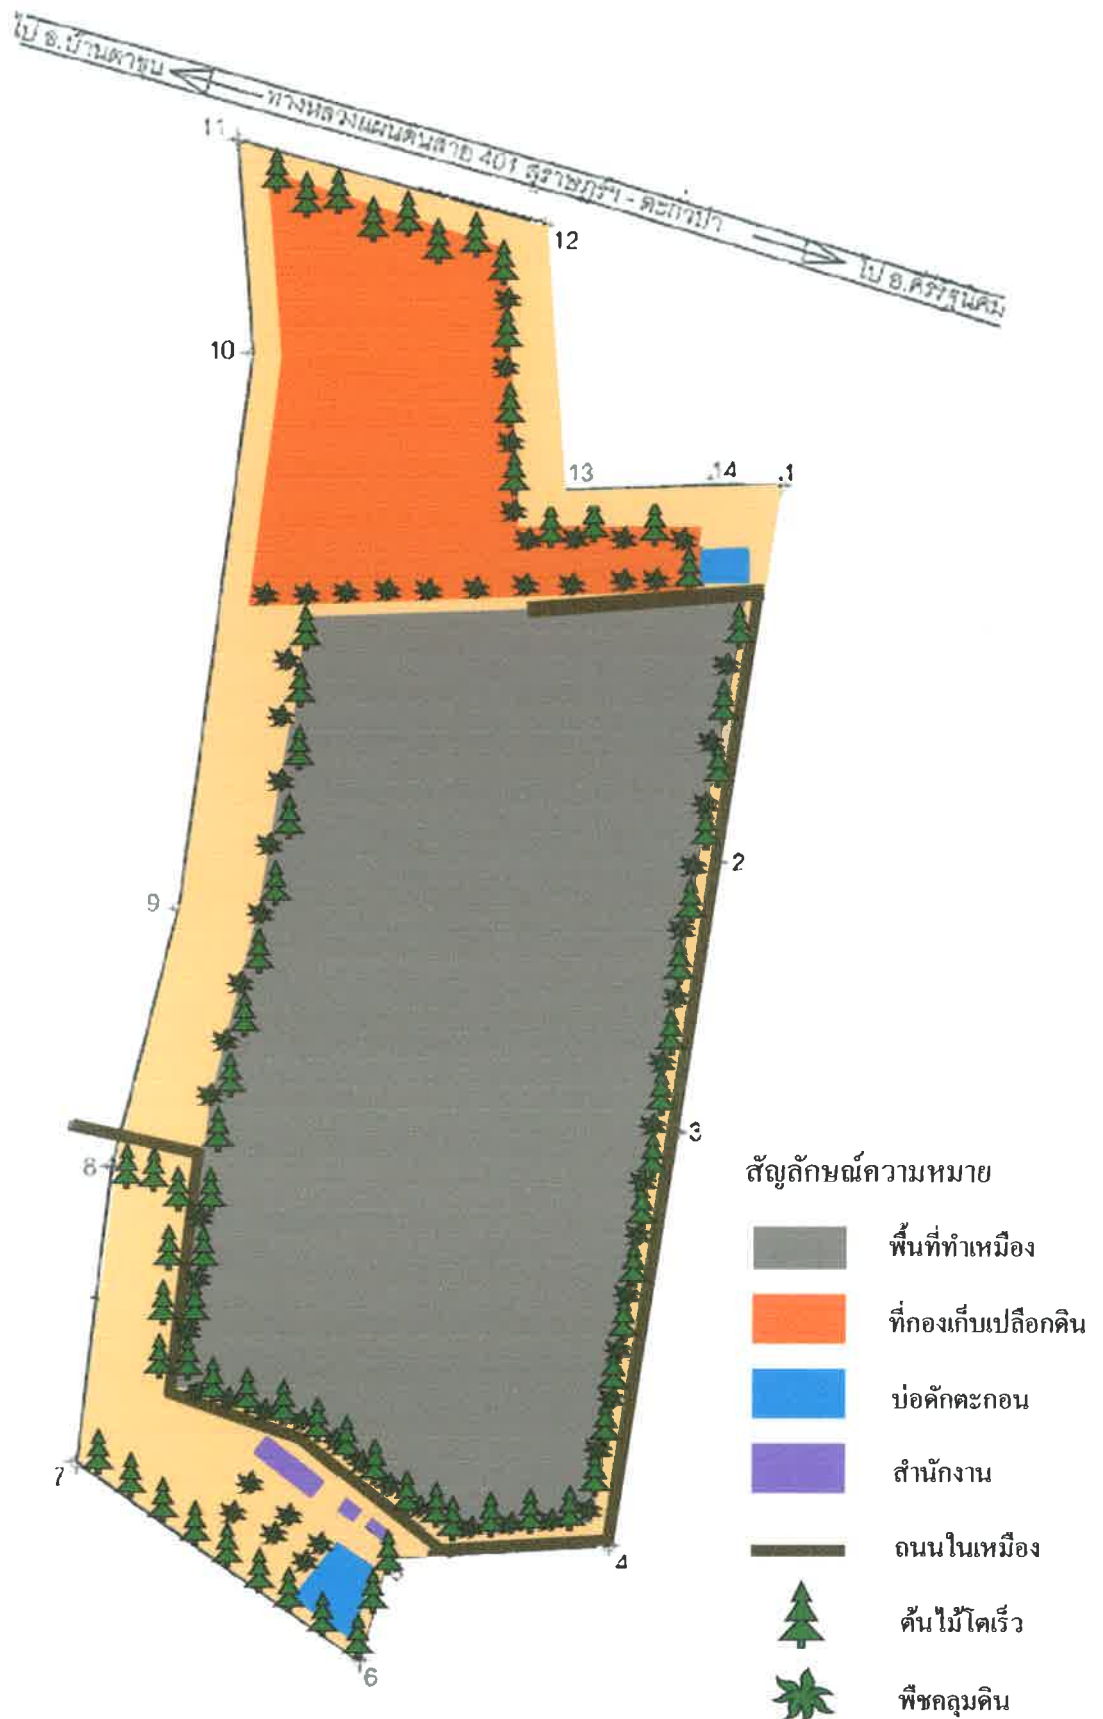 ไป อ.บ้านตาขุน
ทางหลวงแผ่นดินสาย 401 สุราษฎร์ฯ - ตะกั่วป่า
ไป อ.คีรีรัฐนิคม
11
12
10
13
14
1
2
9
3
8
7
4
6
สัญลักษณ์ความหมาย
พื้นที่ทำเหมือง
ที่กองเก็บเปลือกดิน
บ่อดักตะกอน
สำนักงาน
ถนนในเหมือง
ต้นไม้โตเร็ว
พืชคลุมดิน